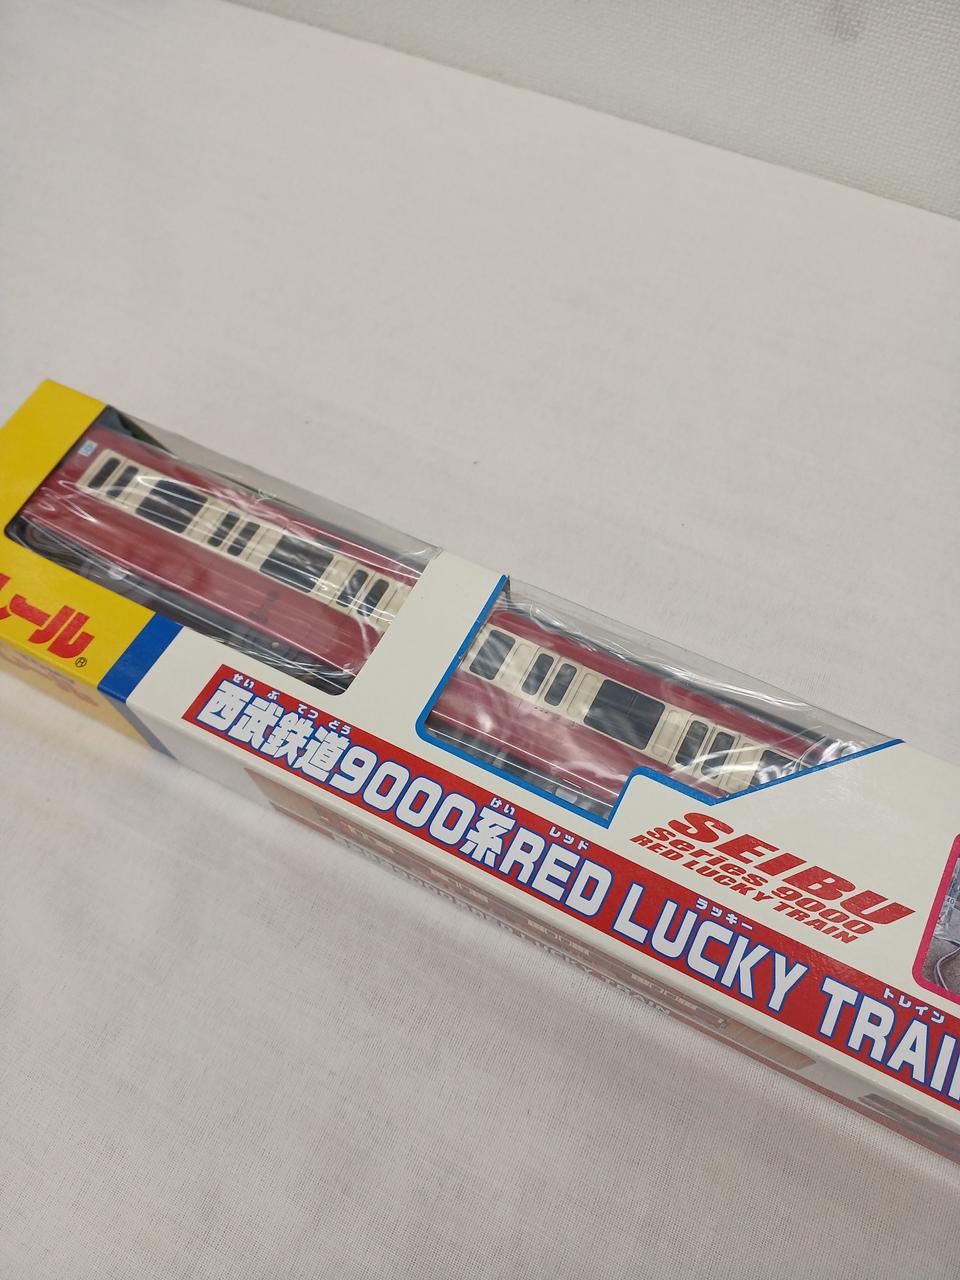 レール®
せいぶてつどう けい レッド ラッキー トレイン
西武鉄道9000系RED LUCKY TRAI
SEIBU
Series 9000
RED LUCKY TRAIN